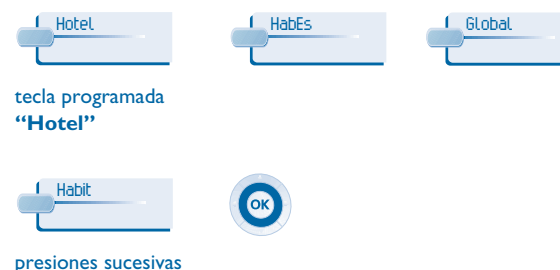 Hotel HabEs Global
tecla programada
“Hotel”
Habit OK
presiones sucesivas